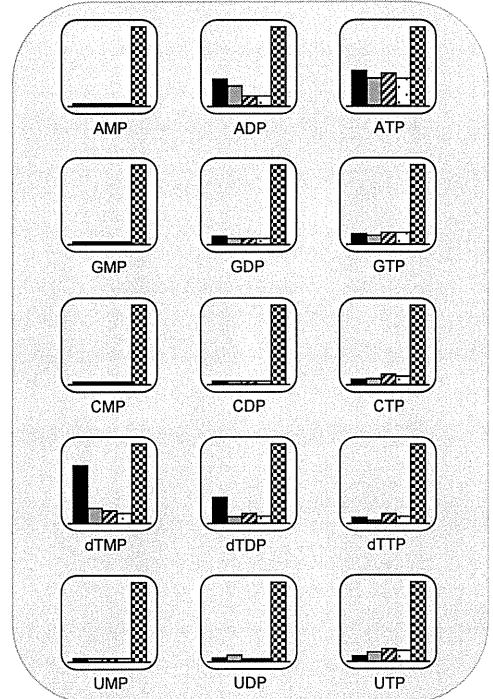 AMP ADP ATP
GMP GDP GTP
CMP CDP CTP
dTMP dTDP dTTP
UMP UDP UTP